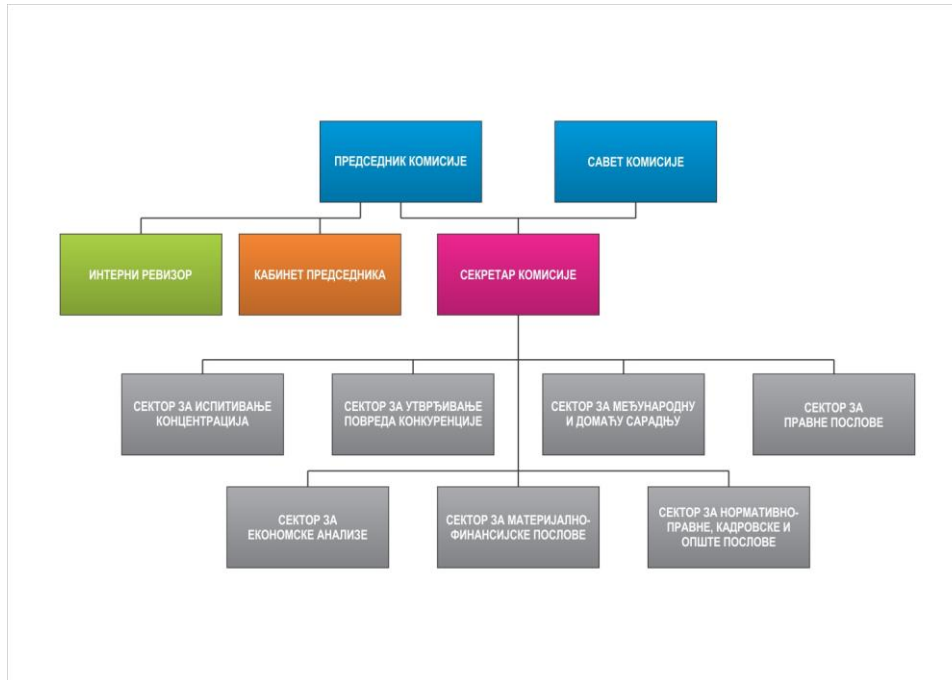 ПРЕДСЕДНИК КОМИСИЈЕ
САВЕТ КОМИСИЈЕ
ИНТЕРНИ РЕВИЗОР
КАБИНЕТ ПРЕДСЕДНИКА
СЕКРЕТАР КОМИСИЈЕ
СЕКТОР ЗА ИСПИТИВАЊЕ
КОНЦЕНТРАЦИЈА
СЕКТОР ЗА УТВРЂИВАЊЕ
ПОВРЕДА КОНКУРЕНЦИЈЕ
СЕКТОР ЗА МЕЂУНАРОДНУ
И ДОМАЋУ САРАДЊУ
СЕКТОР ЗА
ПРАВНЕ ПОСЛОВЕ
СЕКТОР ЗА
ЕКОНОМСКЕ АНАЛИЗЕ
СЕКТОР ЗА МАТЕРИЈАЛНО-
ФИНАНСИЈСКЕ ПОСЛОВЕ
СЕКТОР ЗА НОРМАТИВНО-
ПРАВНЕ, КАДРОВСКЕ И
ОПШТЕ ПОСЛОВЕ